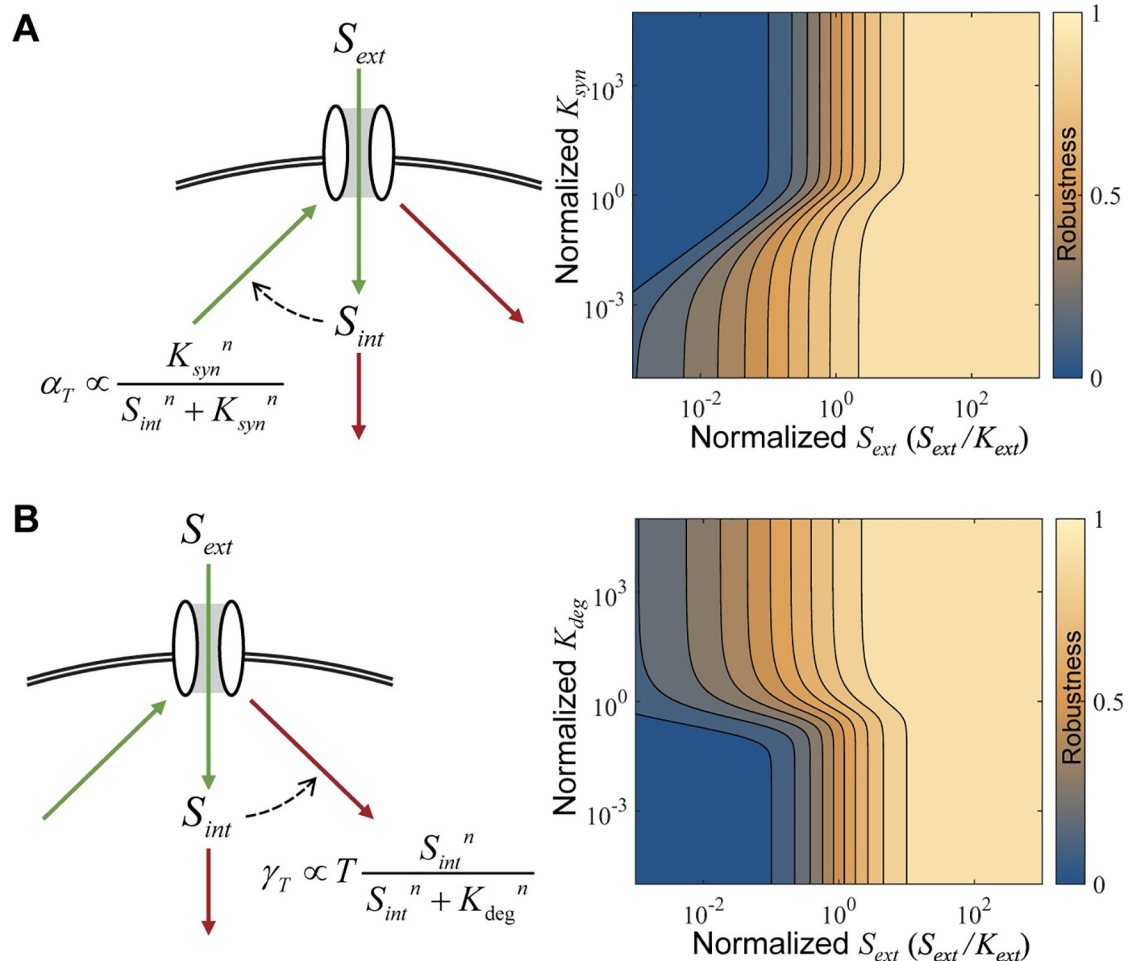 A
S_ext
S_int
α_T ∝ K_syn^n / (S_int^n + K_syn^n)
Normalized K_syn
10^3
10^0
10^-3
10^-2 10^0 10^2
Normalized S_ext (S_ext/K_ext)
1
0.5
0
Robustness
B
S_ext
S_int
γ_T ∝ T S_int^n / (S_int^n + K_deg^n)
Normalized K_deg
10^3
10^0
10^-3
10^-2 10^0 10^2
Normalized S_ext (S_ext/K_ext)
1
0.5
0
Robustness